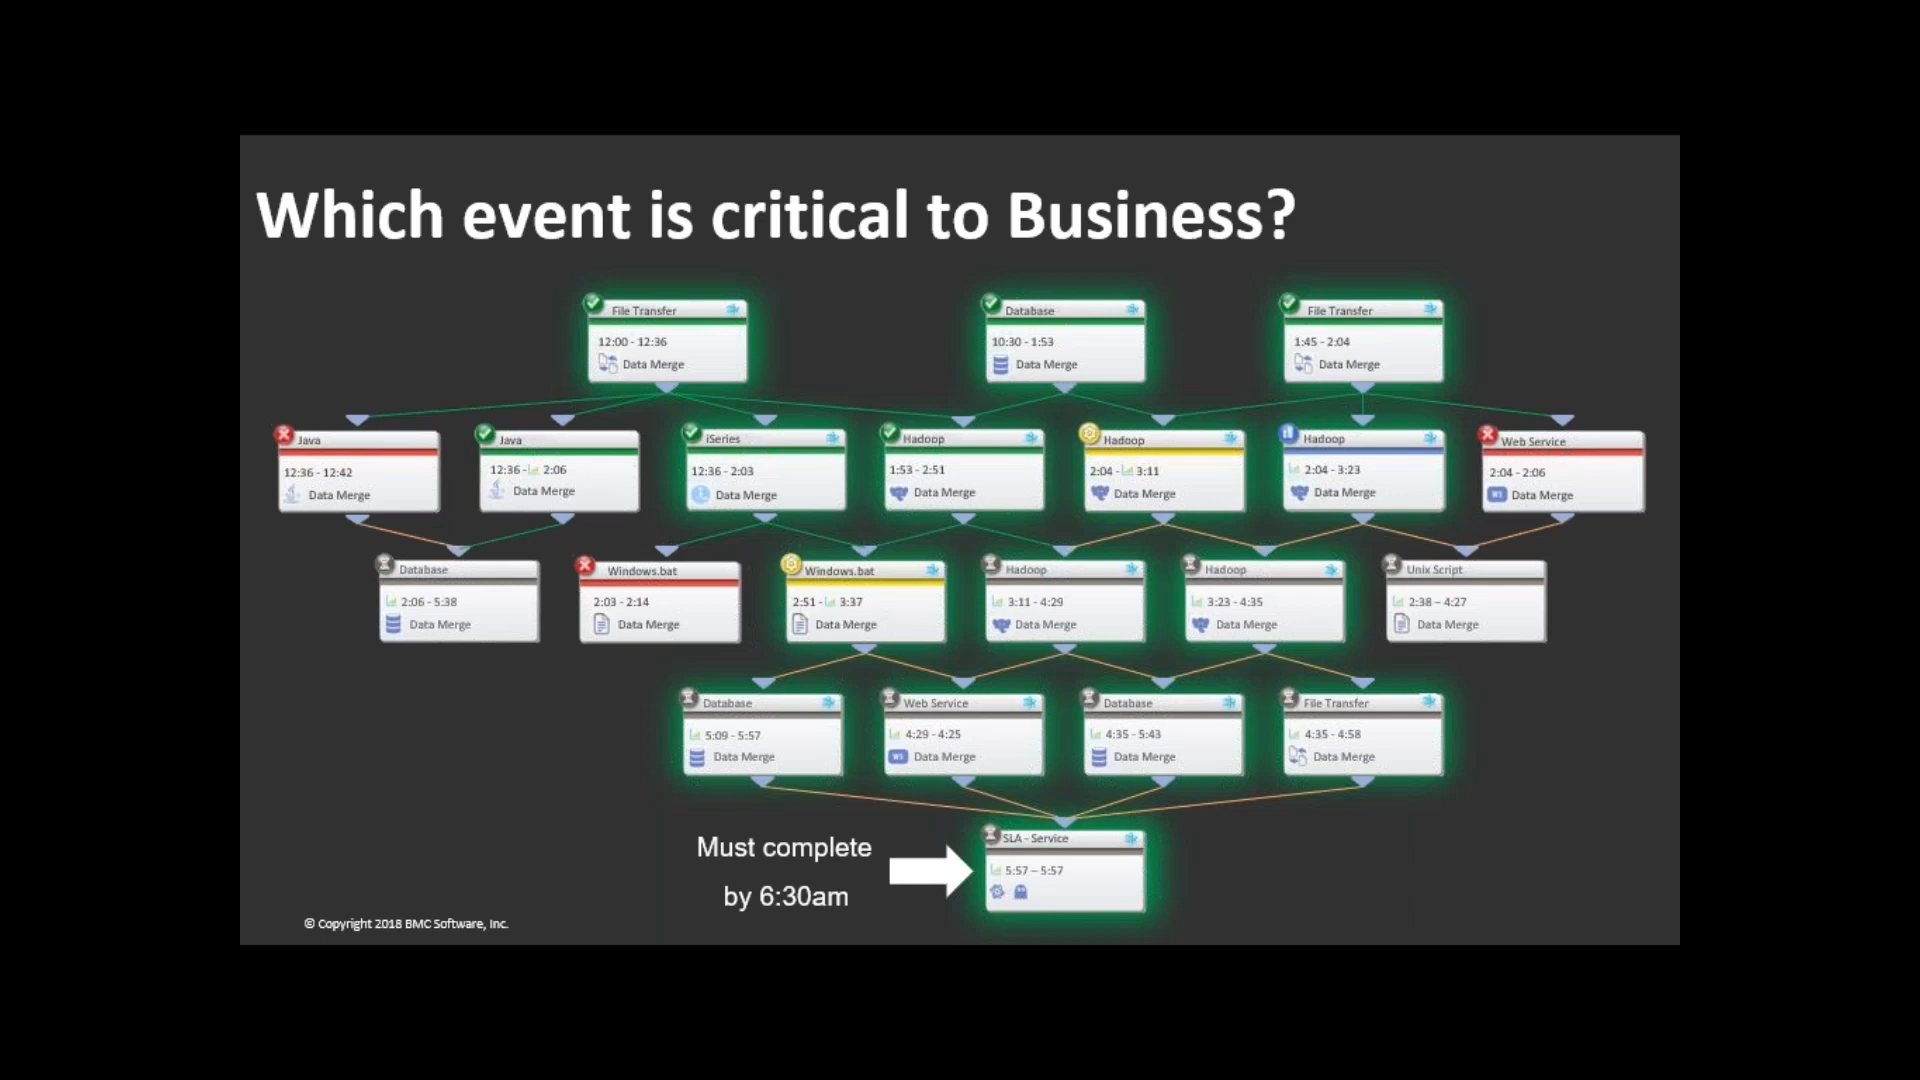 Which event is critical to Business?
File Transfer
12:00 - 12:36
Data Merge
Database
10:30 - 1:53
Data Merge
File Transfer
1:45 - 2:04
Data Merge
Java
12:36 - 12:42
Data Merge
Java
12:36 - 2:06
Data Merge
iSeries
12:36 - 2:03
Data Merge
Hadoop
1:53 - 2:51
Data Merge
Hadoop
2:04 - 3:11
Data Merge
Hadoop
2:04 - 3:23
Data Merge
Web Service
2:04 - 2:06
WS Data Merge
Database
2:06 - 5:38
Data Merge
Windows.bat
2:03 - 2:14
Data Merge
Windows.bat
2:51 - 3:37
Data Merge
Hadoop
3:11 - 4:29
Data Merge
Hadoop
3:23 - 4:35
Data Merge
Unix Script
2:38 – 4:27
Data Merge
Database
5:09 - 5:57
Data Merge
Web Service
4:29 - 4:25
WS Data Merge
Database
4:35 - 5:43
Data Merge
File Transfer
4:35 - 4:58
Data Merge
Must complete
by 6:30am
SLA - Service
5:57 – 5:57
© Copyright 2018 BMC Software, Inc.